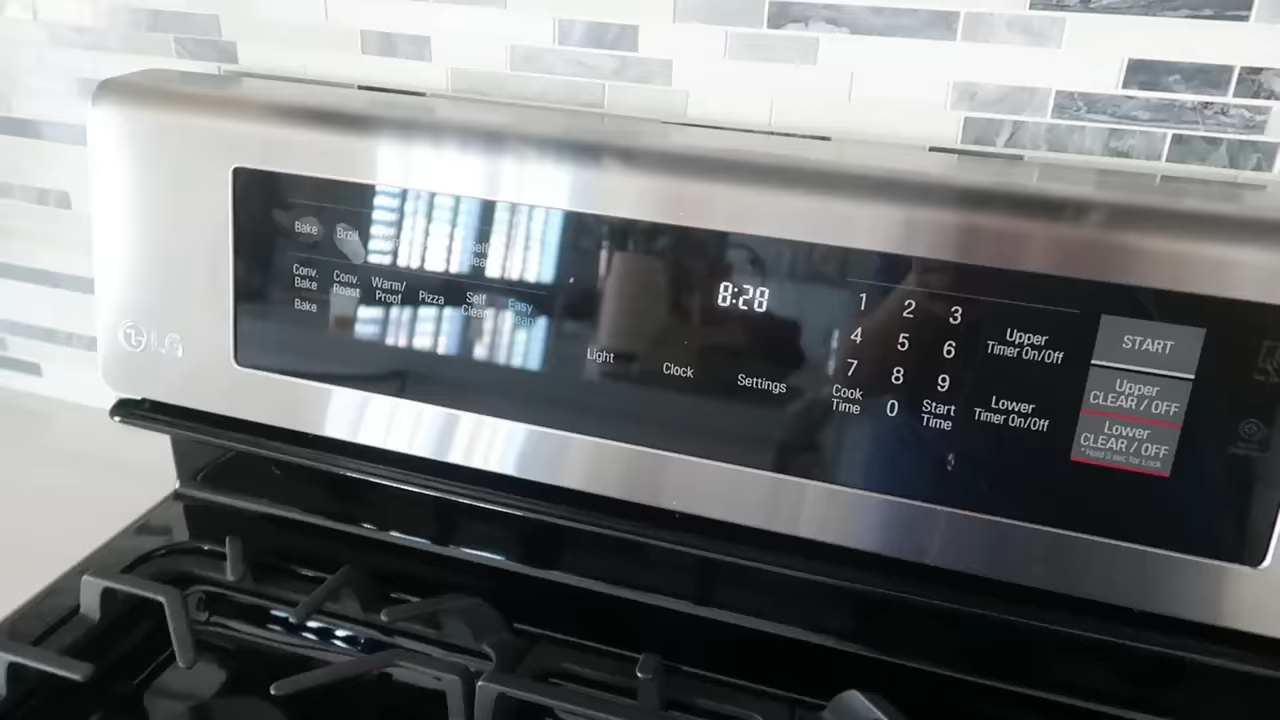 Bake
Broil
Self
Clean
Conv.
Bake
Conv.
Roast
Warm/
Proof
Pizza
Self
Clean
Easy
Clean
Bake
LG
8:28
Light
Clock
Settings
1 2 3
4 5 6
7 8 9
Cook
Time
0
Start
Time
Upper
Timer On/Off
Lower
Timer On/Off
START
Upper
CLEAR / OFF
Lower
CLEAR / OFF
*Hold 3 sec for Lock